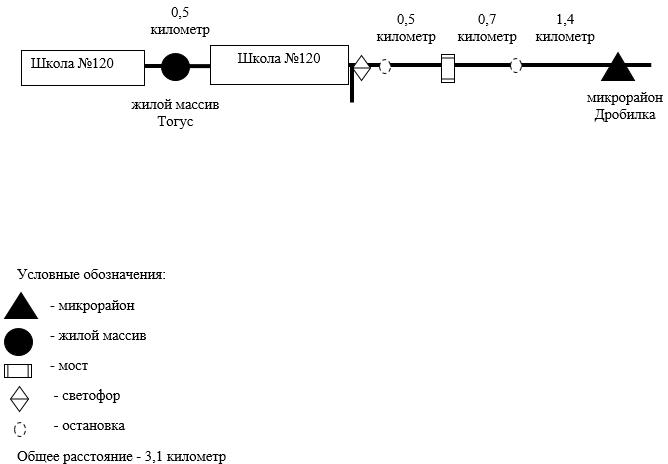 0,5
километр
0,5
километр
0,7
километр
1,4
километр
Школа №120
Школа №120
жилой массив
Тогус
микрорайон
Дробилка
Условные обозначения:
- микрорайон
- жилой массив
- мост
- светофор
- остановка
Общее расстояние - 3,1 километр